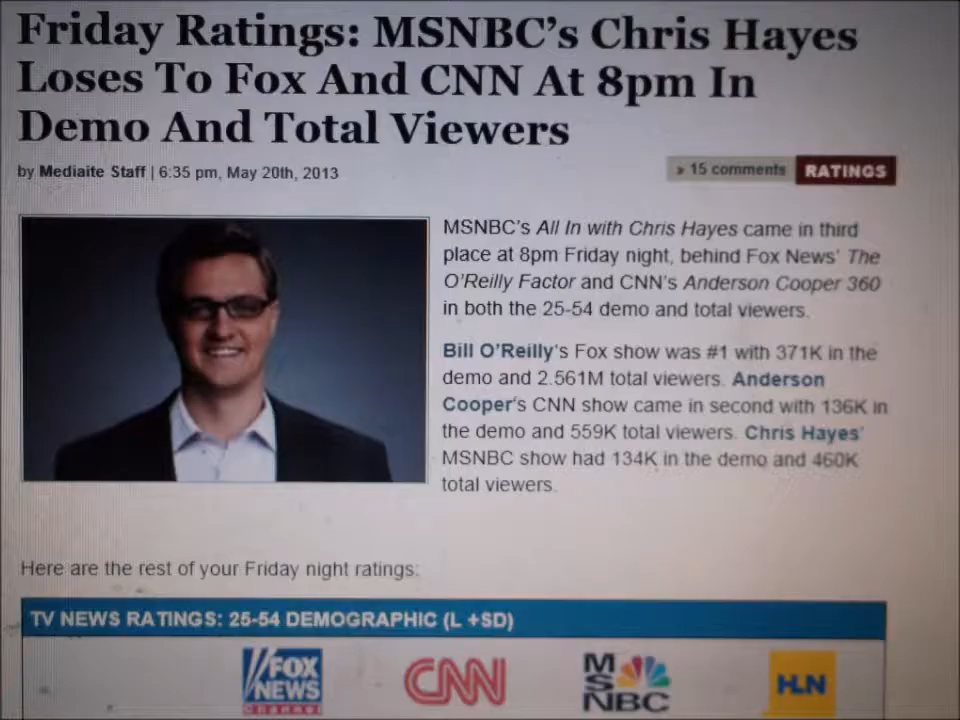 Friday Ratings: MSNBC's Chris Hayes
Loses To Fox And CNN At 8pm In
Demo And Total Viewers
by Mediaite Staff | 6:35 pm, May 20th, 2013
» 15 comments
RATINGS
MSNBC's All In with Chris Hayes came in third
place at 8pm Friday night, behind Fox News' The
O'Reilly Factor and CNN's Anderson Cooper 360
in both the 25-54 demo and total viewers.
Bill O'Reilly's Fox show was #1 with 371K in the
demo and 2.561M total viewers. Anderson
Cooper's CNN show came in second with 136K in
the demo and 559K total viewers. Chris Hayes'
MSNBC show had 134K in the demo and 460K
total viewers.
Here are the rest of your Friday night ratings:
TV NEWS RATINGS: 25-54 DEMOGRAPHIC (L +SD)
FOX
NEWS
channel
CNN
MSNBC
HLN